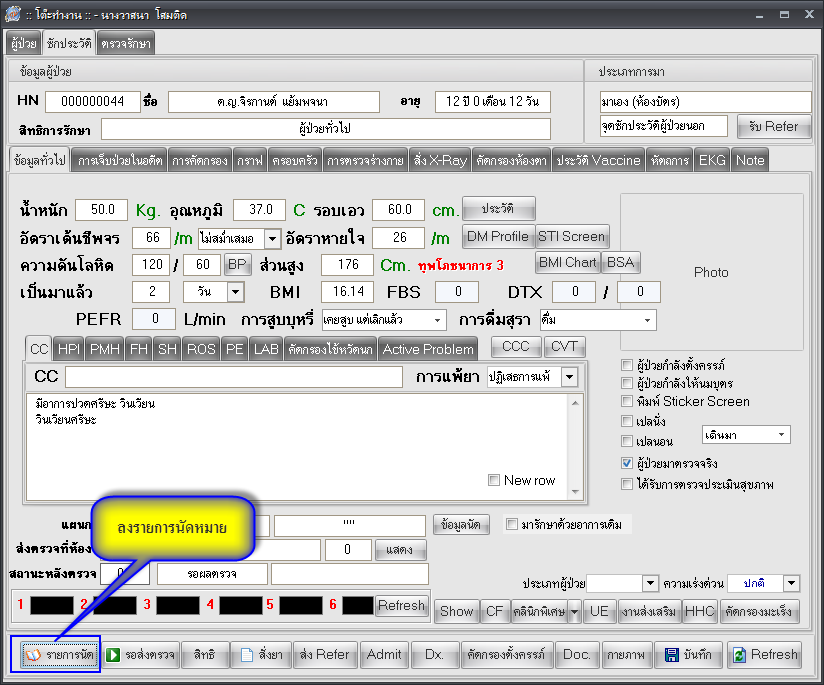 :: โต๊ะทำงาน :: - นางวาสนา โสมติด
ผู้ป่วย ซักประวัติ ตรวจรักษา
ข้อมูลผู้ป่วย ประเภทการมา
HN 000000044 ชื่อ ด.ญ.จิรกานต์ แย้มพจนา อายุ 12 ปี 0 เดือน 12 วัน มาเอง (ห้องบัตร)
สิทธิการรักษา ผู้ป่วยทั่วไป จุดซักประวัติผู้ป่วยนอก รับ Refer
ข้อมูลทั่วไป การเจ็บป่วยในอดีต การคัดกรอง กราฟ ครอบครัว การตรวจร่างกาย สั่ง X-Ray คัดกรองห้องตา ประวัติ Vaccine หัตถการ EKG Note
น้ำหนัก 50.0 Kg. อุณหภูมิ 37.0 C รอบเอว 60.0 cm. ประวัติ
อัตราเต้นชีพจร 66 /m ไม่สม่ำเสมอ อัตราหายใจ 26 /m DM Profile STI Screen
ความดันโลหิต 120 / 60 BP ส่วนสูง 176 Cm. ทุพโภชนาการ 3 BMI Chart BSA
Photo
เป็นมาแล้ว 2 วัน BMI 16.14 FBS 0 DTX 0 / 0
PEFR 0 L/min การสูบบุหรี่ เคยสูบ แต่เลิกแล้ว การดื่มสุรา ดื่ม
CC HPI PMH FH SH ROS PE LAB คัดกรองไข้หวัดนก Active Problem CCC CVT
CC การแพ้ยา ปฏิเสธการแพ้
มีอาการปวดศรีษะ วินเวียน
วินเวียนศรีษะ
New row
ผู้ป่วยกำลังตั้งครรภ์
ผู้ป่วยกำลังให้นมบุตร
พิมพ์ Sticker Screen
เปลนั่ง
เปลนอน เดินมา
ผู้ป่วยมาตรวจจริง
ได้รับการตรวจประเมินสุขภาพ
ลงรายการนัดหมาย
แผนก "" ข้อมูลนัด มารักษาด้วยอาการเดิม
ส่งตรวจที่ห้อง 0 แสดง
สถานะหลังตรวจ 0 รอผลตรวจ ประเภทผู้ป่วย ความเร่งด่วน ปกติ
1 2 3 4 5 6 Refresh Show CF คลินิกพิเศษ UE งานส่งเสริม HHC คัดกรองมะเร็ง
รายการนัด รอส่งตรวจ สิทธิ สั่งยา ส่ง Refer Admit Dx. คัดกรองตั้งครรภ์ Doc. กายภาพ บันทึก Refresh